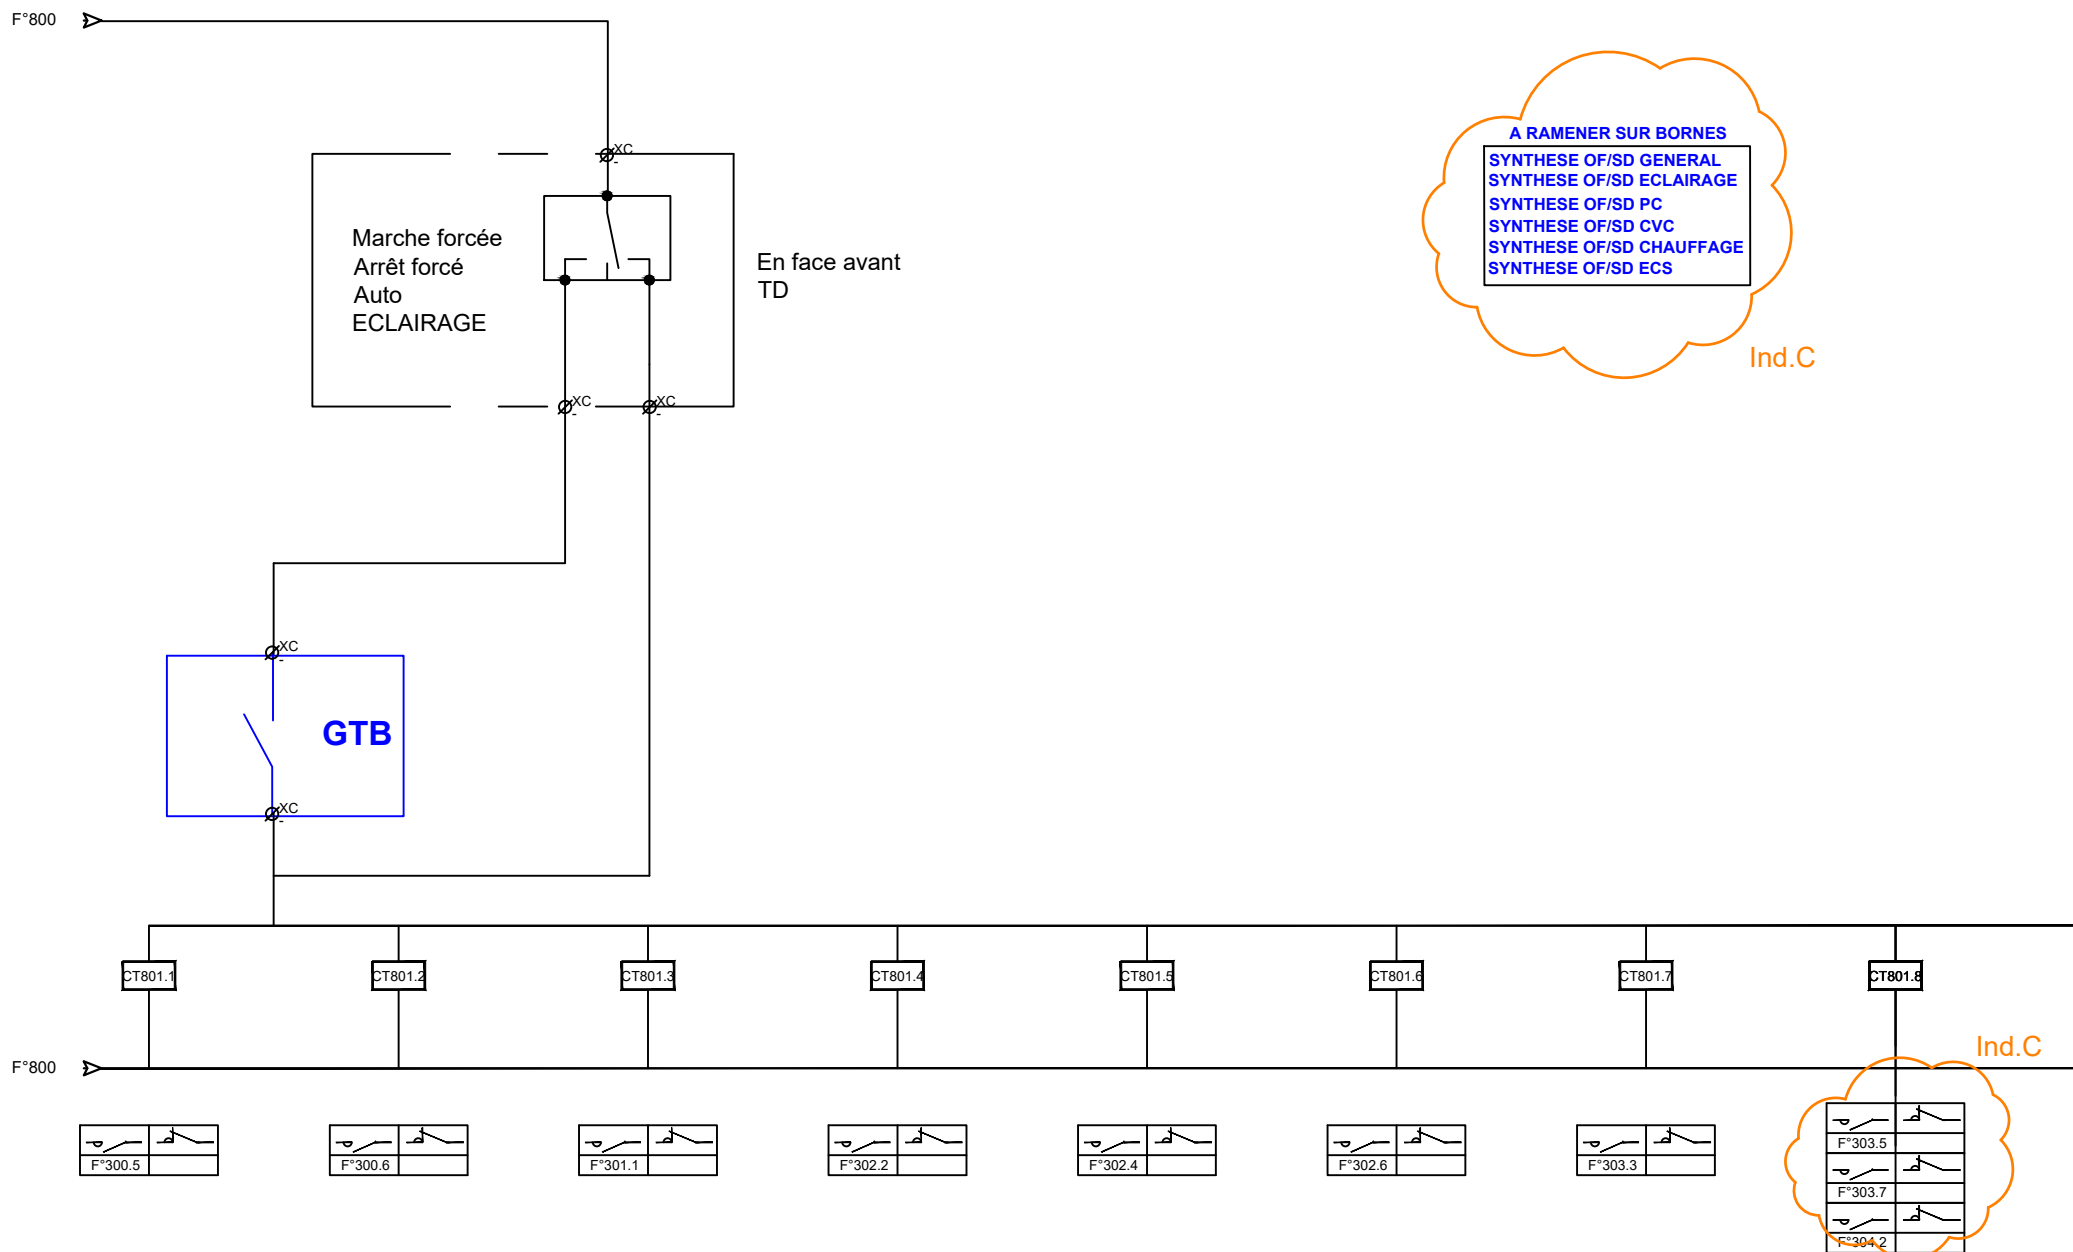 F°800
XC
-
A RAMENER SUR BORNES
SYNTHESE OF/SD GENERAL
SYNTHESE OF/SD ECLAIRAGE
SYNTHESE OF/SD PC
SYNTHESE OF/SD CVC
SYNTHESE OF/SD CHAUFFAGE
SYNTHESE OF/SD ECS
Ind.C
Marche forcée
Arrêt forcé
Auto
ECLAIRAGE
En face avant
TD
XC
-
XC
-
XC
-
GTB
XC
-
CT801.1
CT801.2
CT801.3
CT801.4
CT801.5
CT801.6
CT801.7
CT801.8
Ind.C
F°800
F°300.5
F°300.6
F°301.1
F°302.2
F°302.4
F°302.6
F°303.3
F°303.5
F°303.7
F°304.2